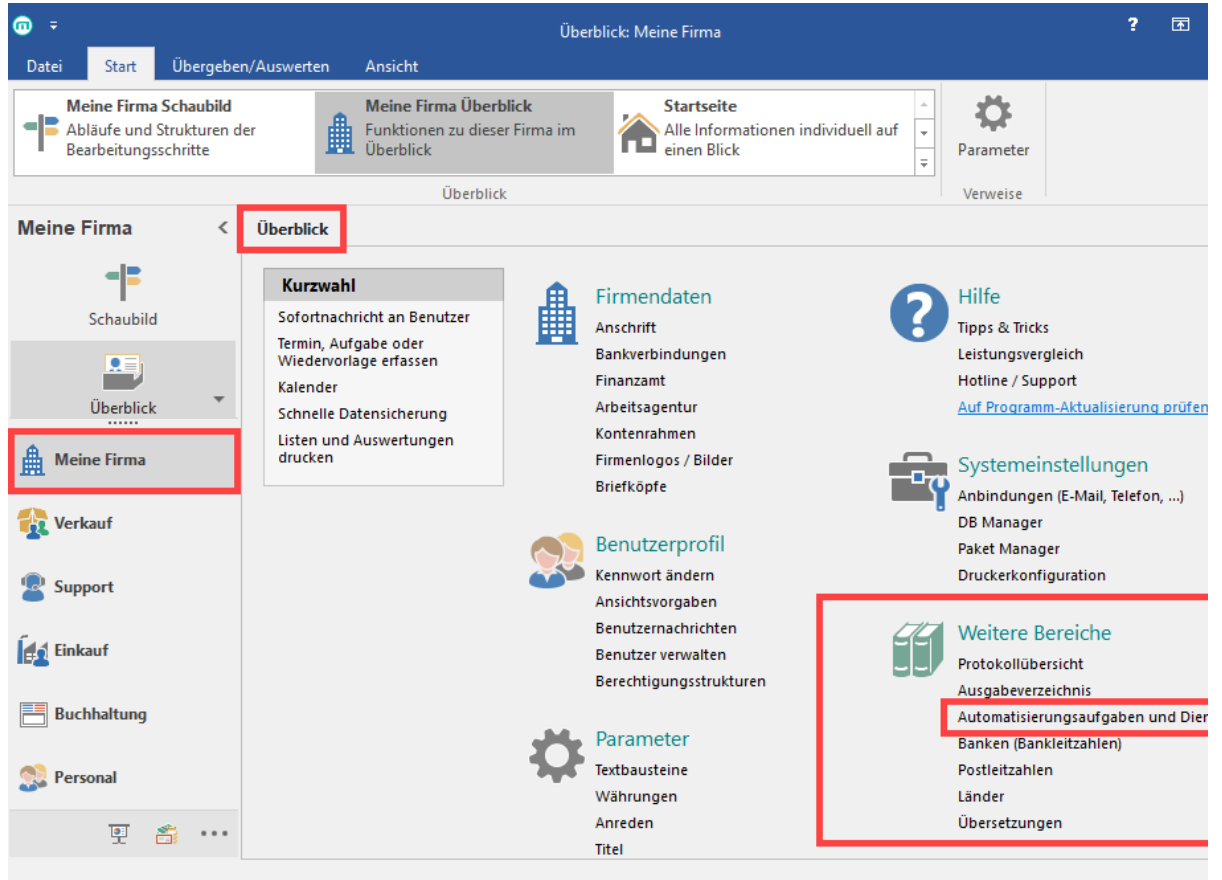 Überblick: Meine Firma
?
Datei Start Übergeben/Auswerten Ansicht
Meine Firma Schaubild
Abläufe und Strukturen der
Bearbeitungsschritte
Meine Firma Überblick
Funktionen zu dieser Firma im
Überblick
Startseite
Alle Informationen individuell auf
einen Blick
Parameter
Überblick
Verweise
Meine Firma
Schaubild
Überblick
Meine Firma
Verkauf
Support
Einkauf
Buchhaltung
Personal
Überblick
Kurzwahl
Sofortnachricht an Benutzer
Termin, Aufgabe oder
Wiedervorlage erfassen
Kalender
Schnelle Datensicherung
Listen und Auswertungen
drucken
Firmendaten
Anschrift
Bankverbindungen
Finanzamt
Arbeitsagentur
Kontenrahmen
Firmenlogos / Bilder
Briefköpfe
Benutzerprofil
Kennwort ändern
Ansichtsvorgaben
Benutzernachrichten
Benutzer verwalten
Berechtigungsstrukturen
Parameter
Textbausteine
Währungen
Anreden
Titel
Hilfe
Tipps & Tricks
Leistungsvergleich
Hotline / Support
Auf Programm-Aktualisierung prüfen
Systemeinstellungen
Anbindungen (E-Mail, Telefon, ...)
DB Manager
Paket Manager
Druckerkonfiguration
Weitere Bereiche
Protokollübersicht
Ausgabeverzeichnis
Automatisierungsaufgaben und Dien
Banken (Bankleitzahlen)
Postleitzahlen
Länder
Übersetzungen